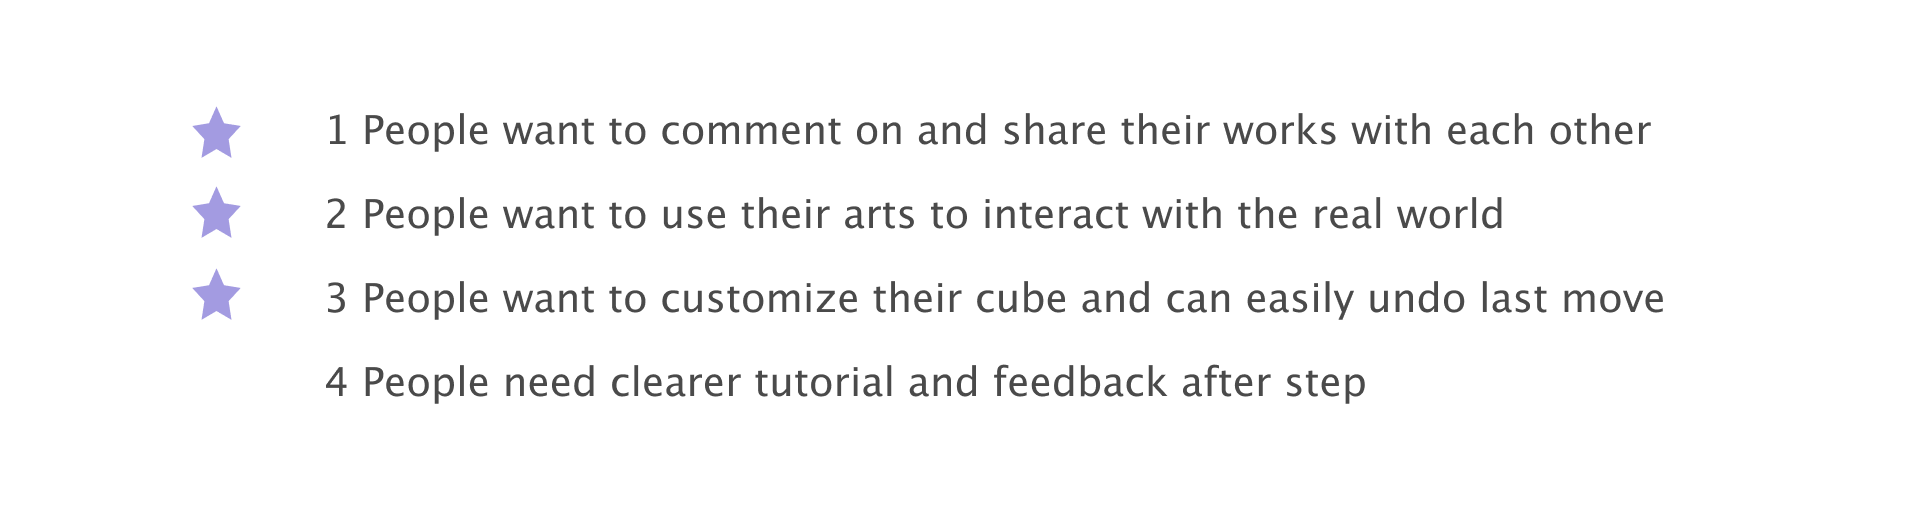 1 People want to comment on and share their works with each other
2 People want to use their arts to interact with the real world
3 People want to customize their cube and can easily undo last move
4 People need clearer tutorial and feedback after step